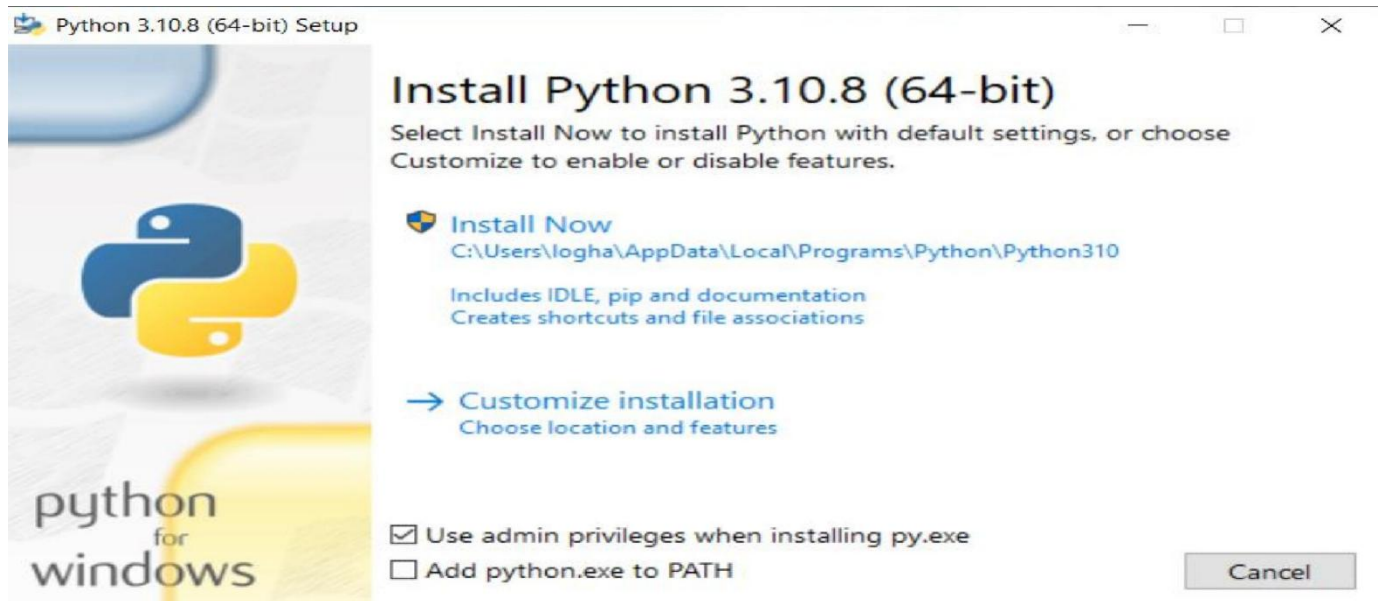 Python 3.10.8 (64-bit) Setup
Install Python 3.10.8 (64-bit)
Select Install Now to install Python with default settings, or choose
Customize to enable or disable features.
Install Now
C:\Users\logha\AppData\Local\Programs\Python\Python310
Includes IDLE, pip and documentation
Creates shortcuts and file associations
Customize installation
Choose location and features
python
for
windows
Use admin privileges when installing py.exe
Add python.exe to PATH
Cancel